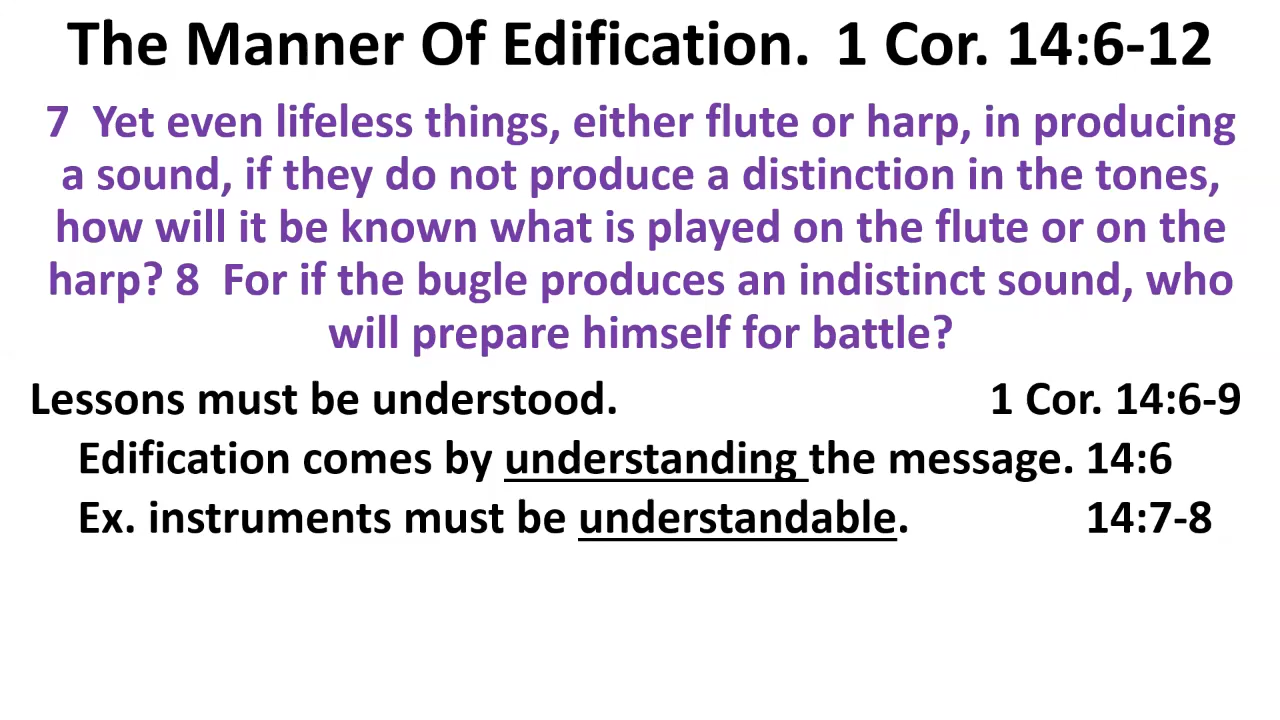 The Manner Of Edification. 1 Cor. 14:6-12
7 Yet even lifeless things, either flute or harp, in producing
a sound, if they do not produce a distinction in the tones,
how will it be known what is played on the flute or on the
harp? 8 For if the bugle produces an indistinct sound, who
will prepare himself for battle?
Lessons must be understood. 1 Cor. 14:6-9
Edification comes by understanding the message. 14:6
Ex. instruments must be understandable. 14:7-8